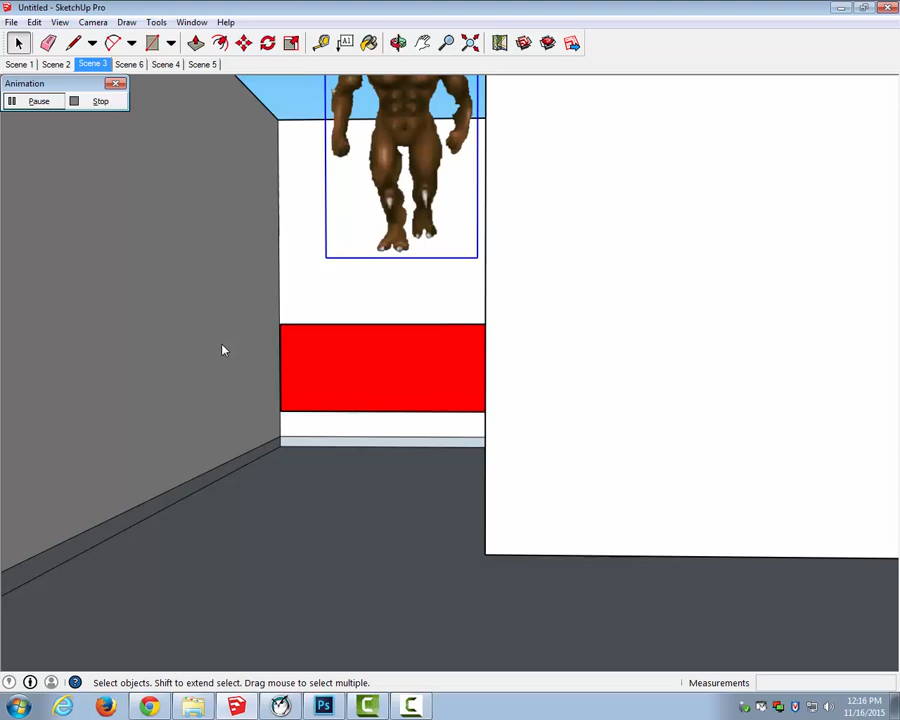 Untitled - SketchUp Pro
File Edit View Camera Draw Tools Window Help
A1
Scene 1 Scene 2 Scene 3 Scene 6 Scene 4 Scene 5
Animation
Pause Stop
Select objects. Shift to extend select. Drag mouse to select multiple. Measurements
Ps
12:16 PM
11/16/2015